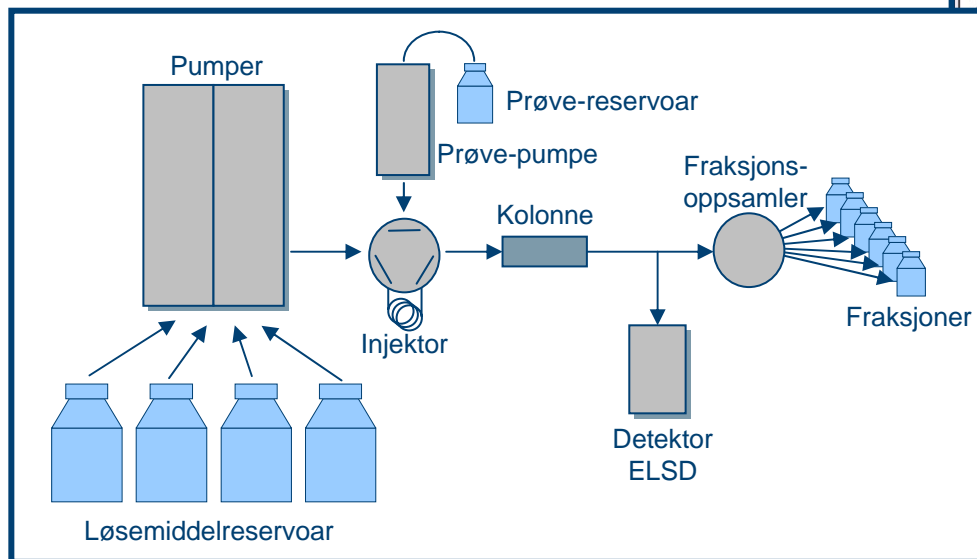 Pumper
Prøve-reservoar
Prøve-pumpe
Fraksjons-
oppsamler
Kolonne
Injektor
Fraksjoner
Detektor
ELSD
Løsemiddelreservoar